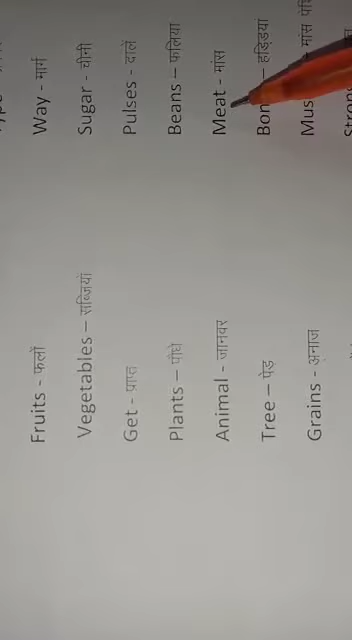 Fruits - फलों
Vegetables – सब्जियों
Get - प्राप्त
Plants – पौधे
Animal - जानवर
Tree – पेड़
Grains - अनाज
Way - मार्ग
Sugar - चीनी
Pulses - दालें
Beans – फलिया
Meat - मांस
– हड्डियां
मांस